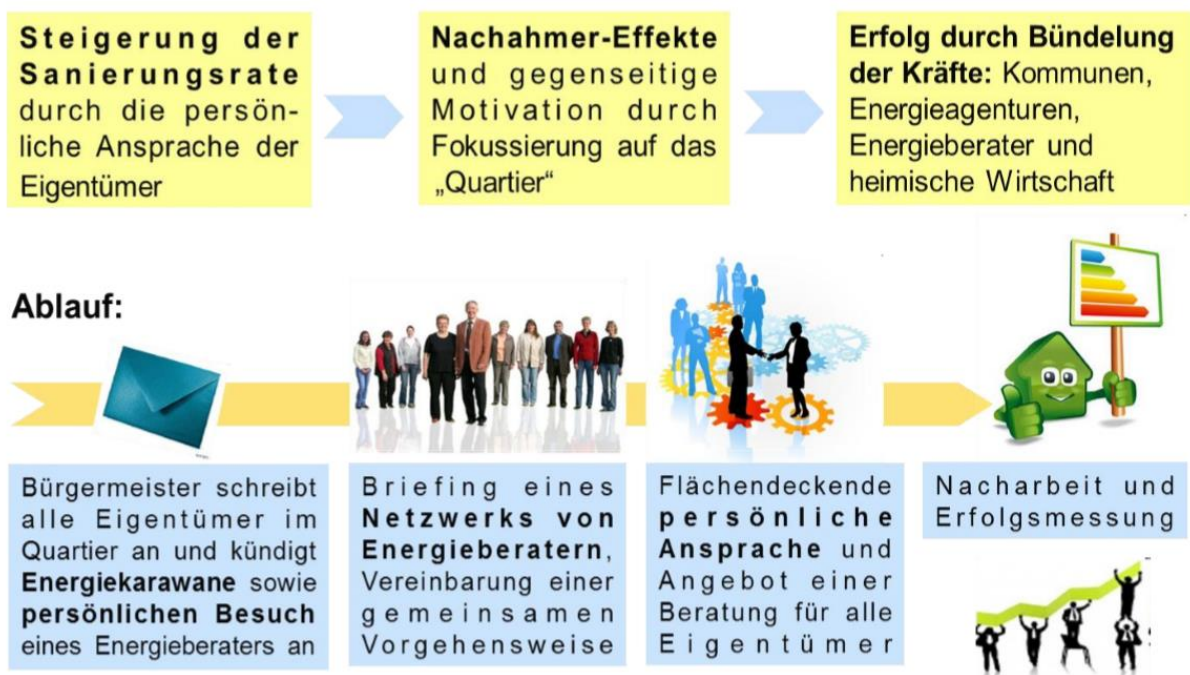 Steigerung der
Sanierungsrate
durch die persön-
liche Ansprache der
Eigentümer
Nachahmer-Effekte
und gegenseitige
Motivation durch
Fokussierung auf das
„Quartier“
Erfolg durch Bündelung
der Kräfte: Kommunen,
Energieagenturen,
Energieberater und
heimische Wirtschaft
Ablauf:
Bürgermeister schreibt
alle Eigentümer im
Quartier an und kündigt
Energiekarawane sowie
persönlichen Besuch
eines Energieberaters an
Briefing eines
Netzwerks von
Energieberatern,
Vereinbarung einer
gemeinsamen
Vorgehensweise
Flächendeckende
persönliche
Ansprache und
Angebot einer
Beratung für alle
Eigentümer
Nacharbeit und
Erfolgsmessung